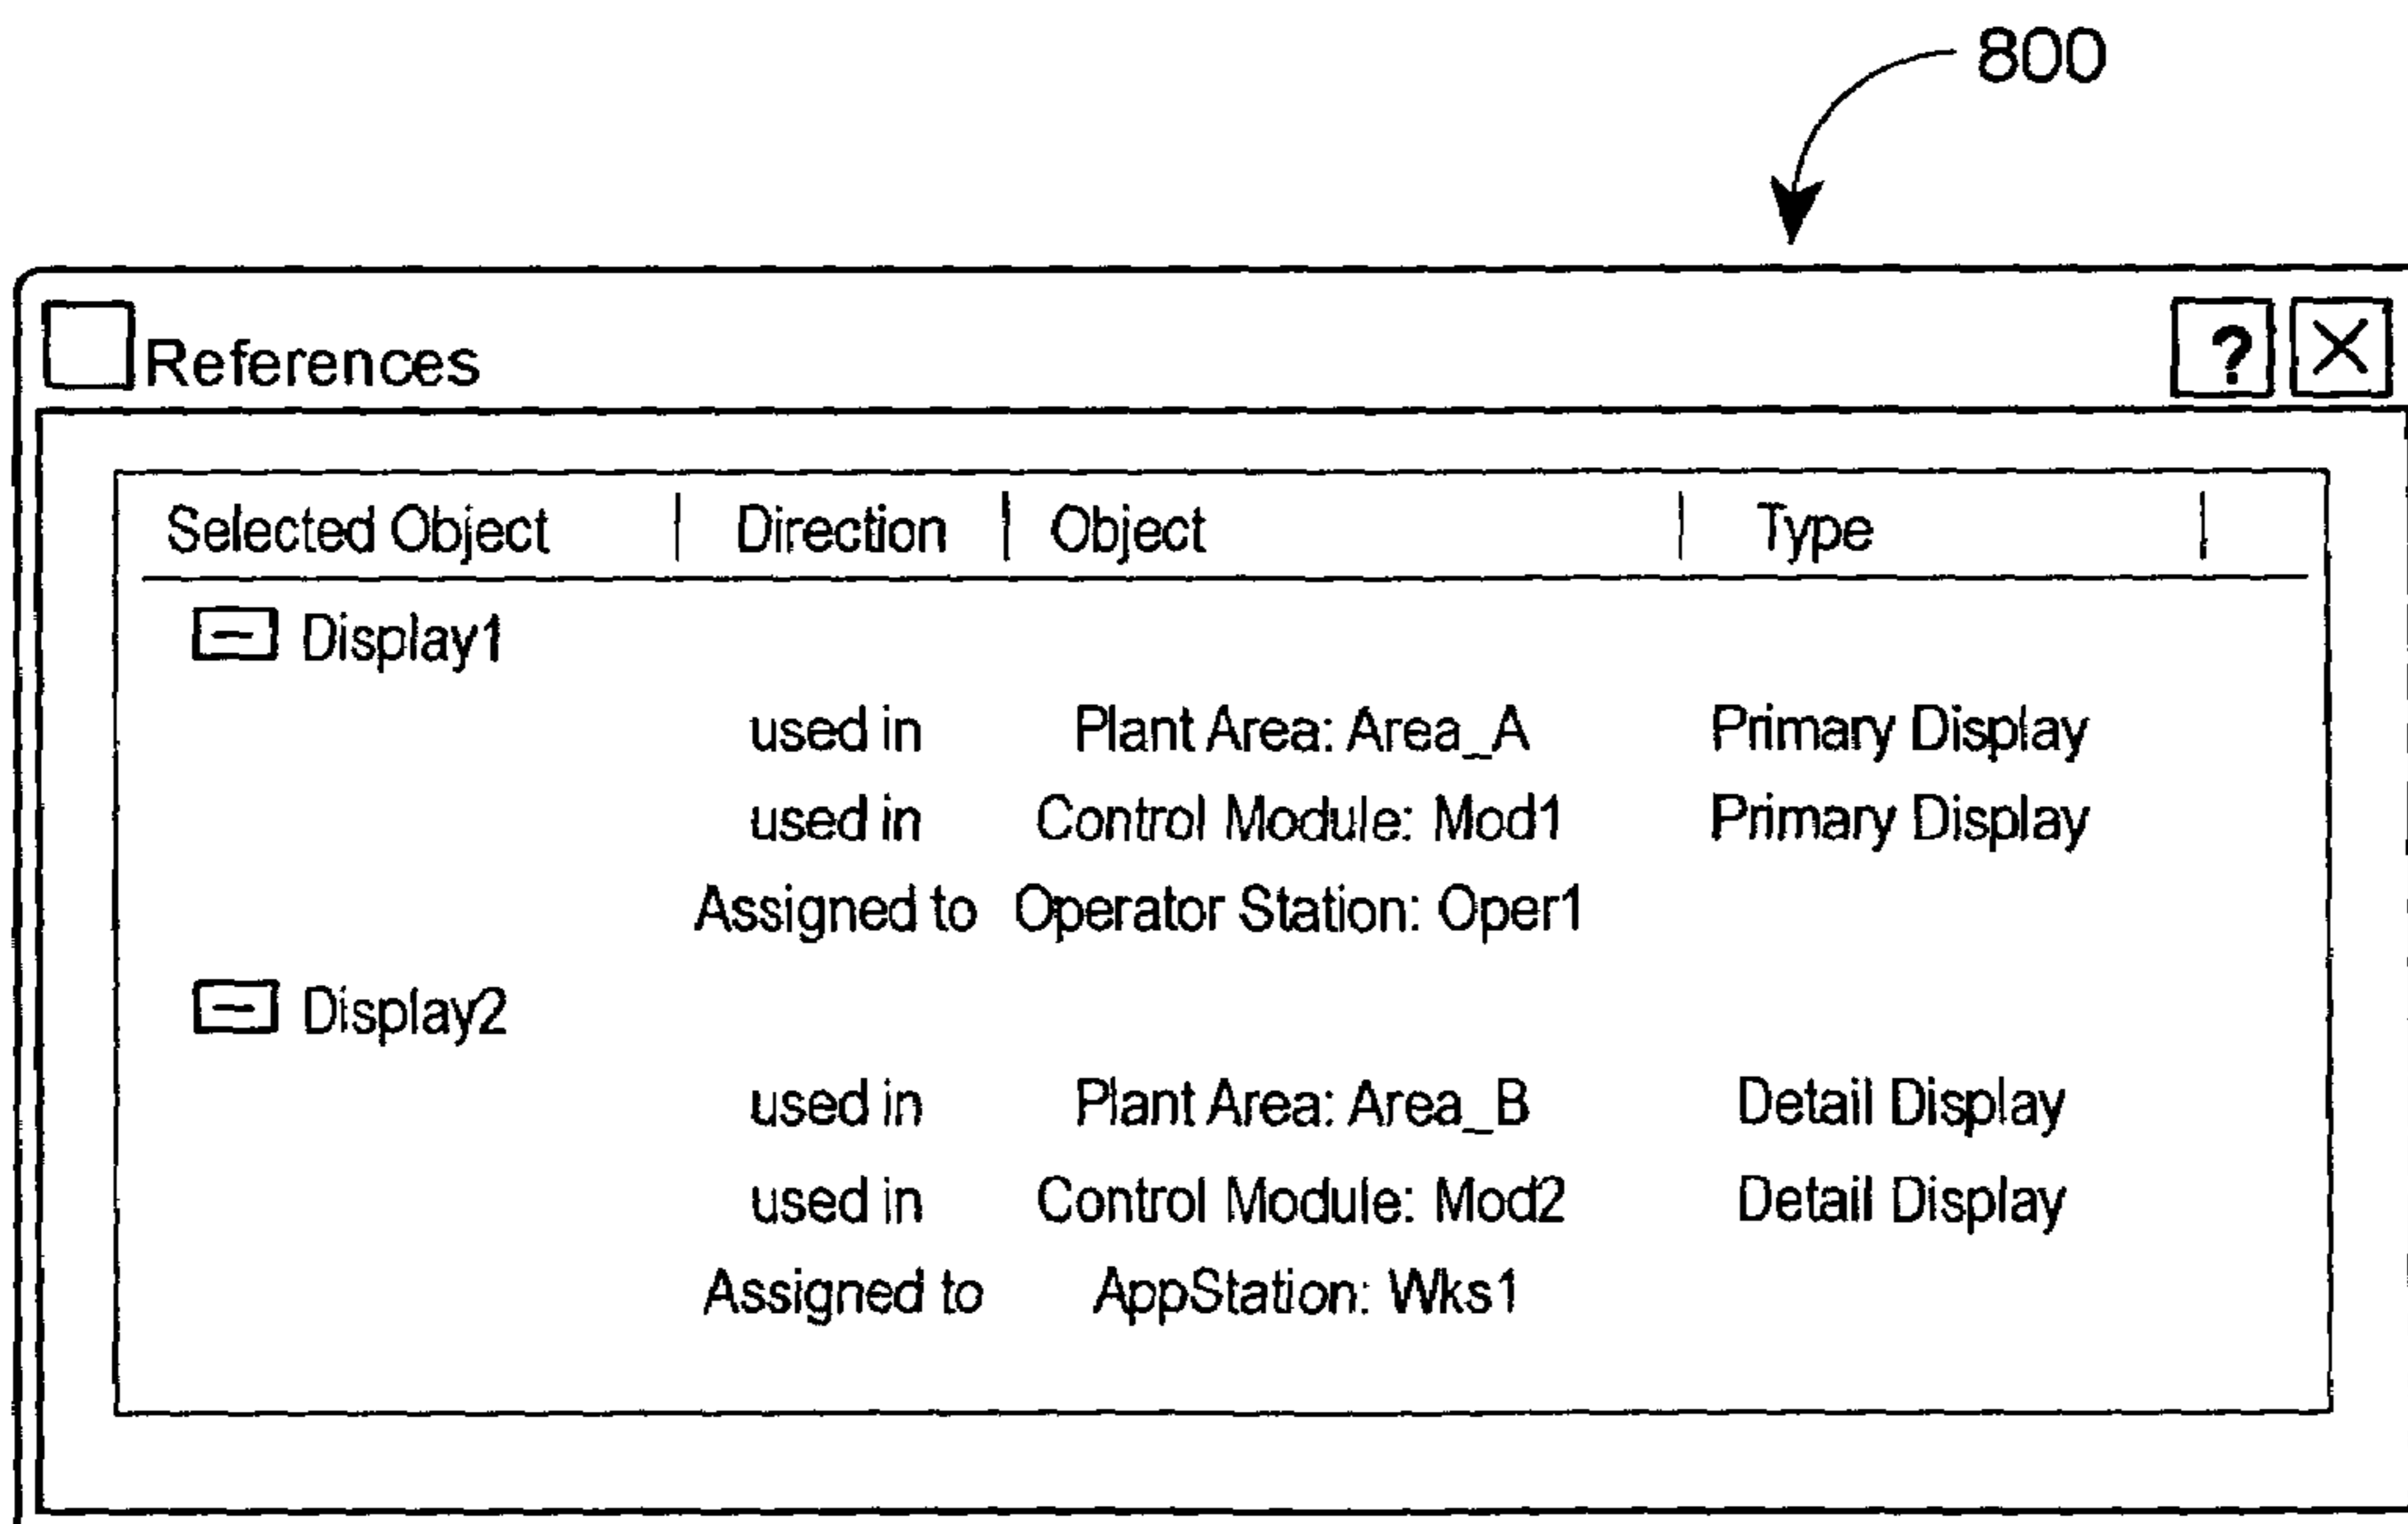 800
References ? X
Selected Object | Direction | Object | Type |
Display1
used in Plant Area: Area_A Primary Display
used in Control Module: Mod1 Primary Display
Assigned to Operator Station: Oper1
Display2
used in Plant Area: Area_B Detail Display
used in Control Module: Mod2 Detail Display
Assigned to AppStation: Wks1